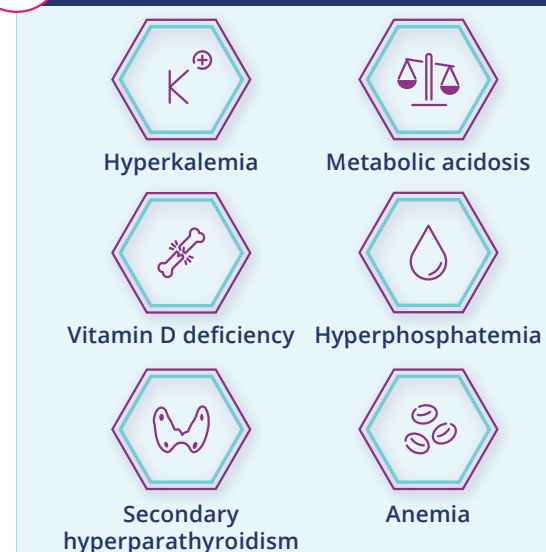 K+
Hyperkalemia
Metabolic acidosis
Vitamin D deficiency
Hyperphosphatemia
Secondary
hyperparathyroidism
Anemia